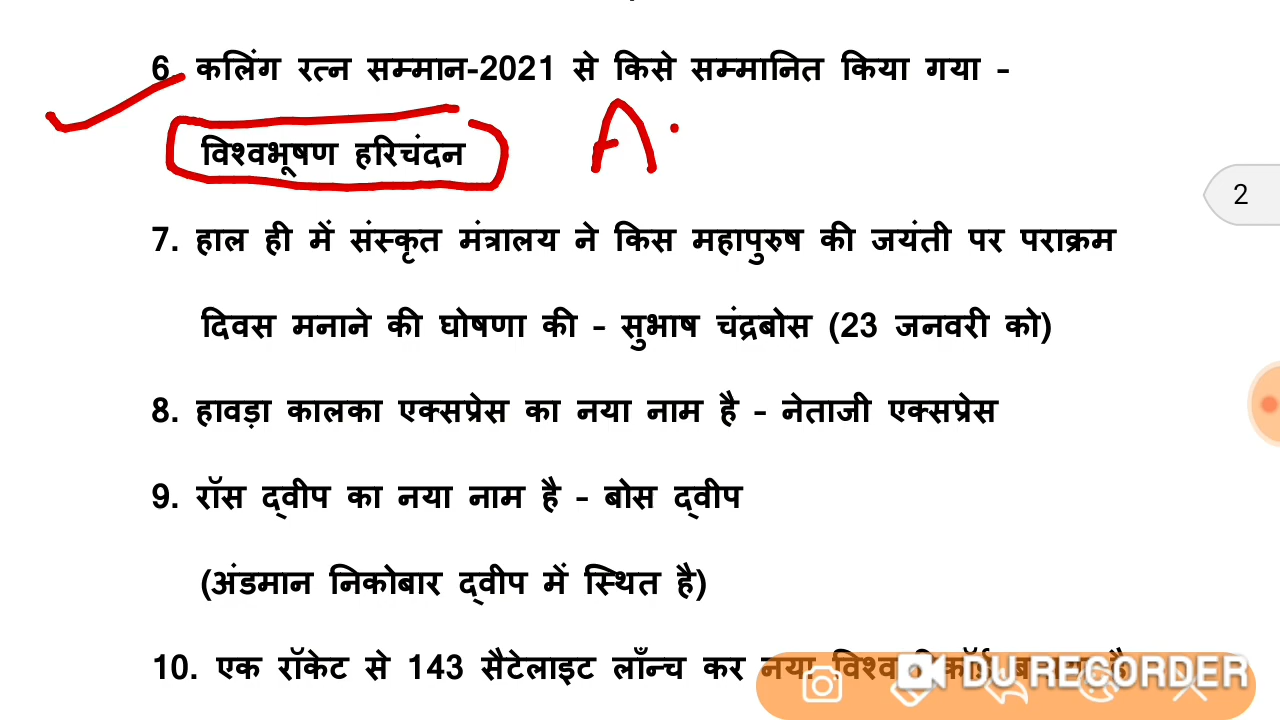 6. कलिंग रत्न सम्मान-2021 से किसे सम्मानित किया गया -
विश्वभूषण हरिचंदन A.
2
7. हाल ही में संस्कृत मंत्रालय ने किस महापुरुष की जयंती पर पराक्रम
दिवस मनाने की घोषणा की - सुभाष चंद्रबोस (23 जनवरी को)
8. हावड़ा कालका एक्सप्रेस का नया नाम है - नेताजी एक्सप्रेस
9. रॉस द्वीप का नया नाम है - बोस द्वीप
(अंडमान निकोबार द्वीप में स्थित है)
10. एक रॉकेट से 143 सैटेलाइट लॉंन्च कर नया विश्व है
DU RECORDER